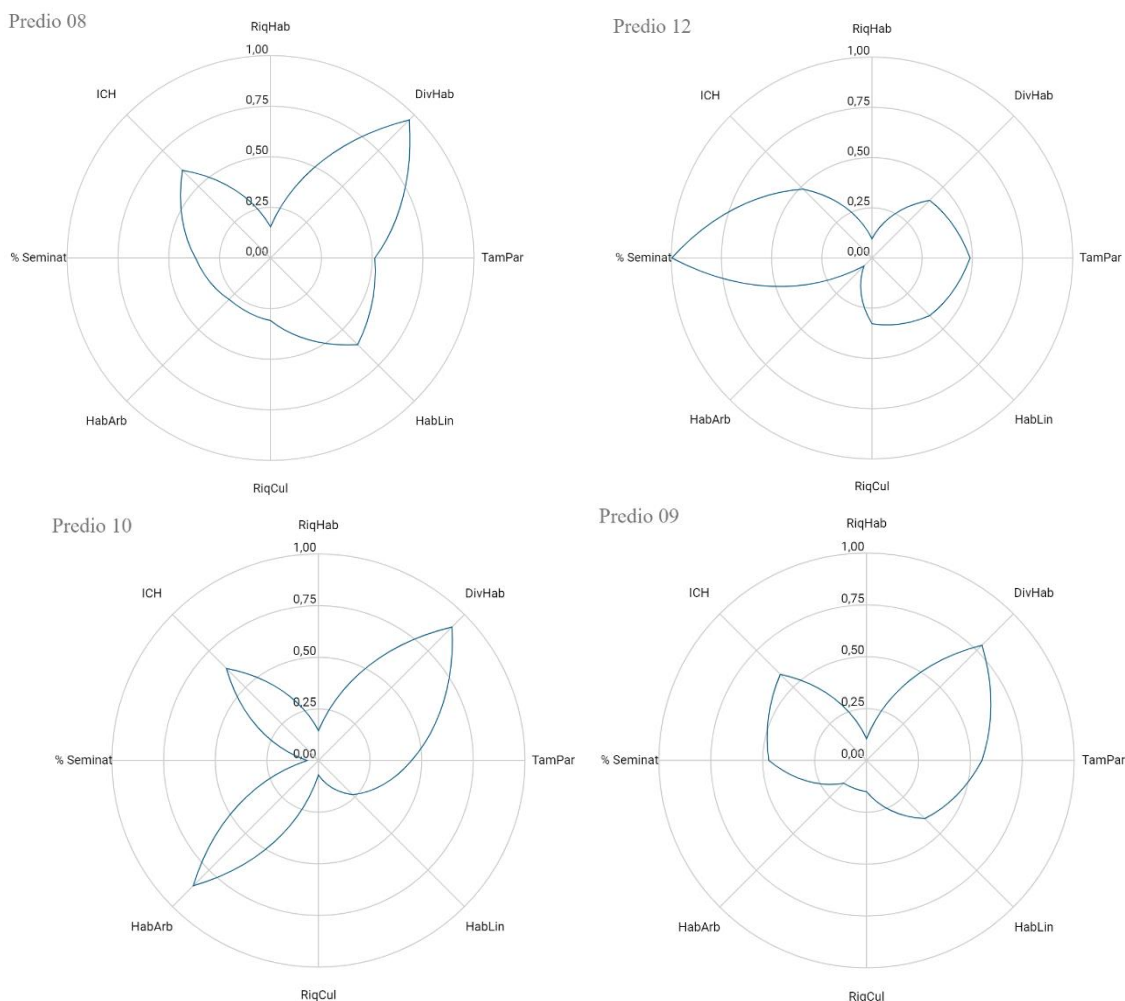 Predio 08
RiqHab
1,00
ICH
DivHab
0,75
0,50
0,25
% Seminat
0,00
TamPar
HabArb
HabLin
RiqCul
Predio 12
RiqHab
1,00
ICH
DivHab
0,75
0,50
0,25
% Seminat
0,00
TamPar
HabArb
HabLin
RiqCul
Predio 10
RiqHab
1,00
ICH
DivHab
0,75
0,50
0,25
% Seminat
0,00
TamPar
HabArb
HabLin
RiqCul
Predio 09
RiqHab
1,00
ICH
DivHab
0,75
0,50
0,25
% Seminat
0,00
TamPar
HabArb
HabLin
RiqCul